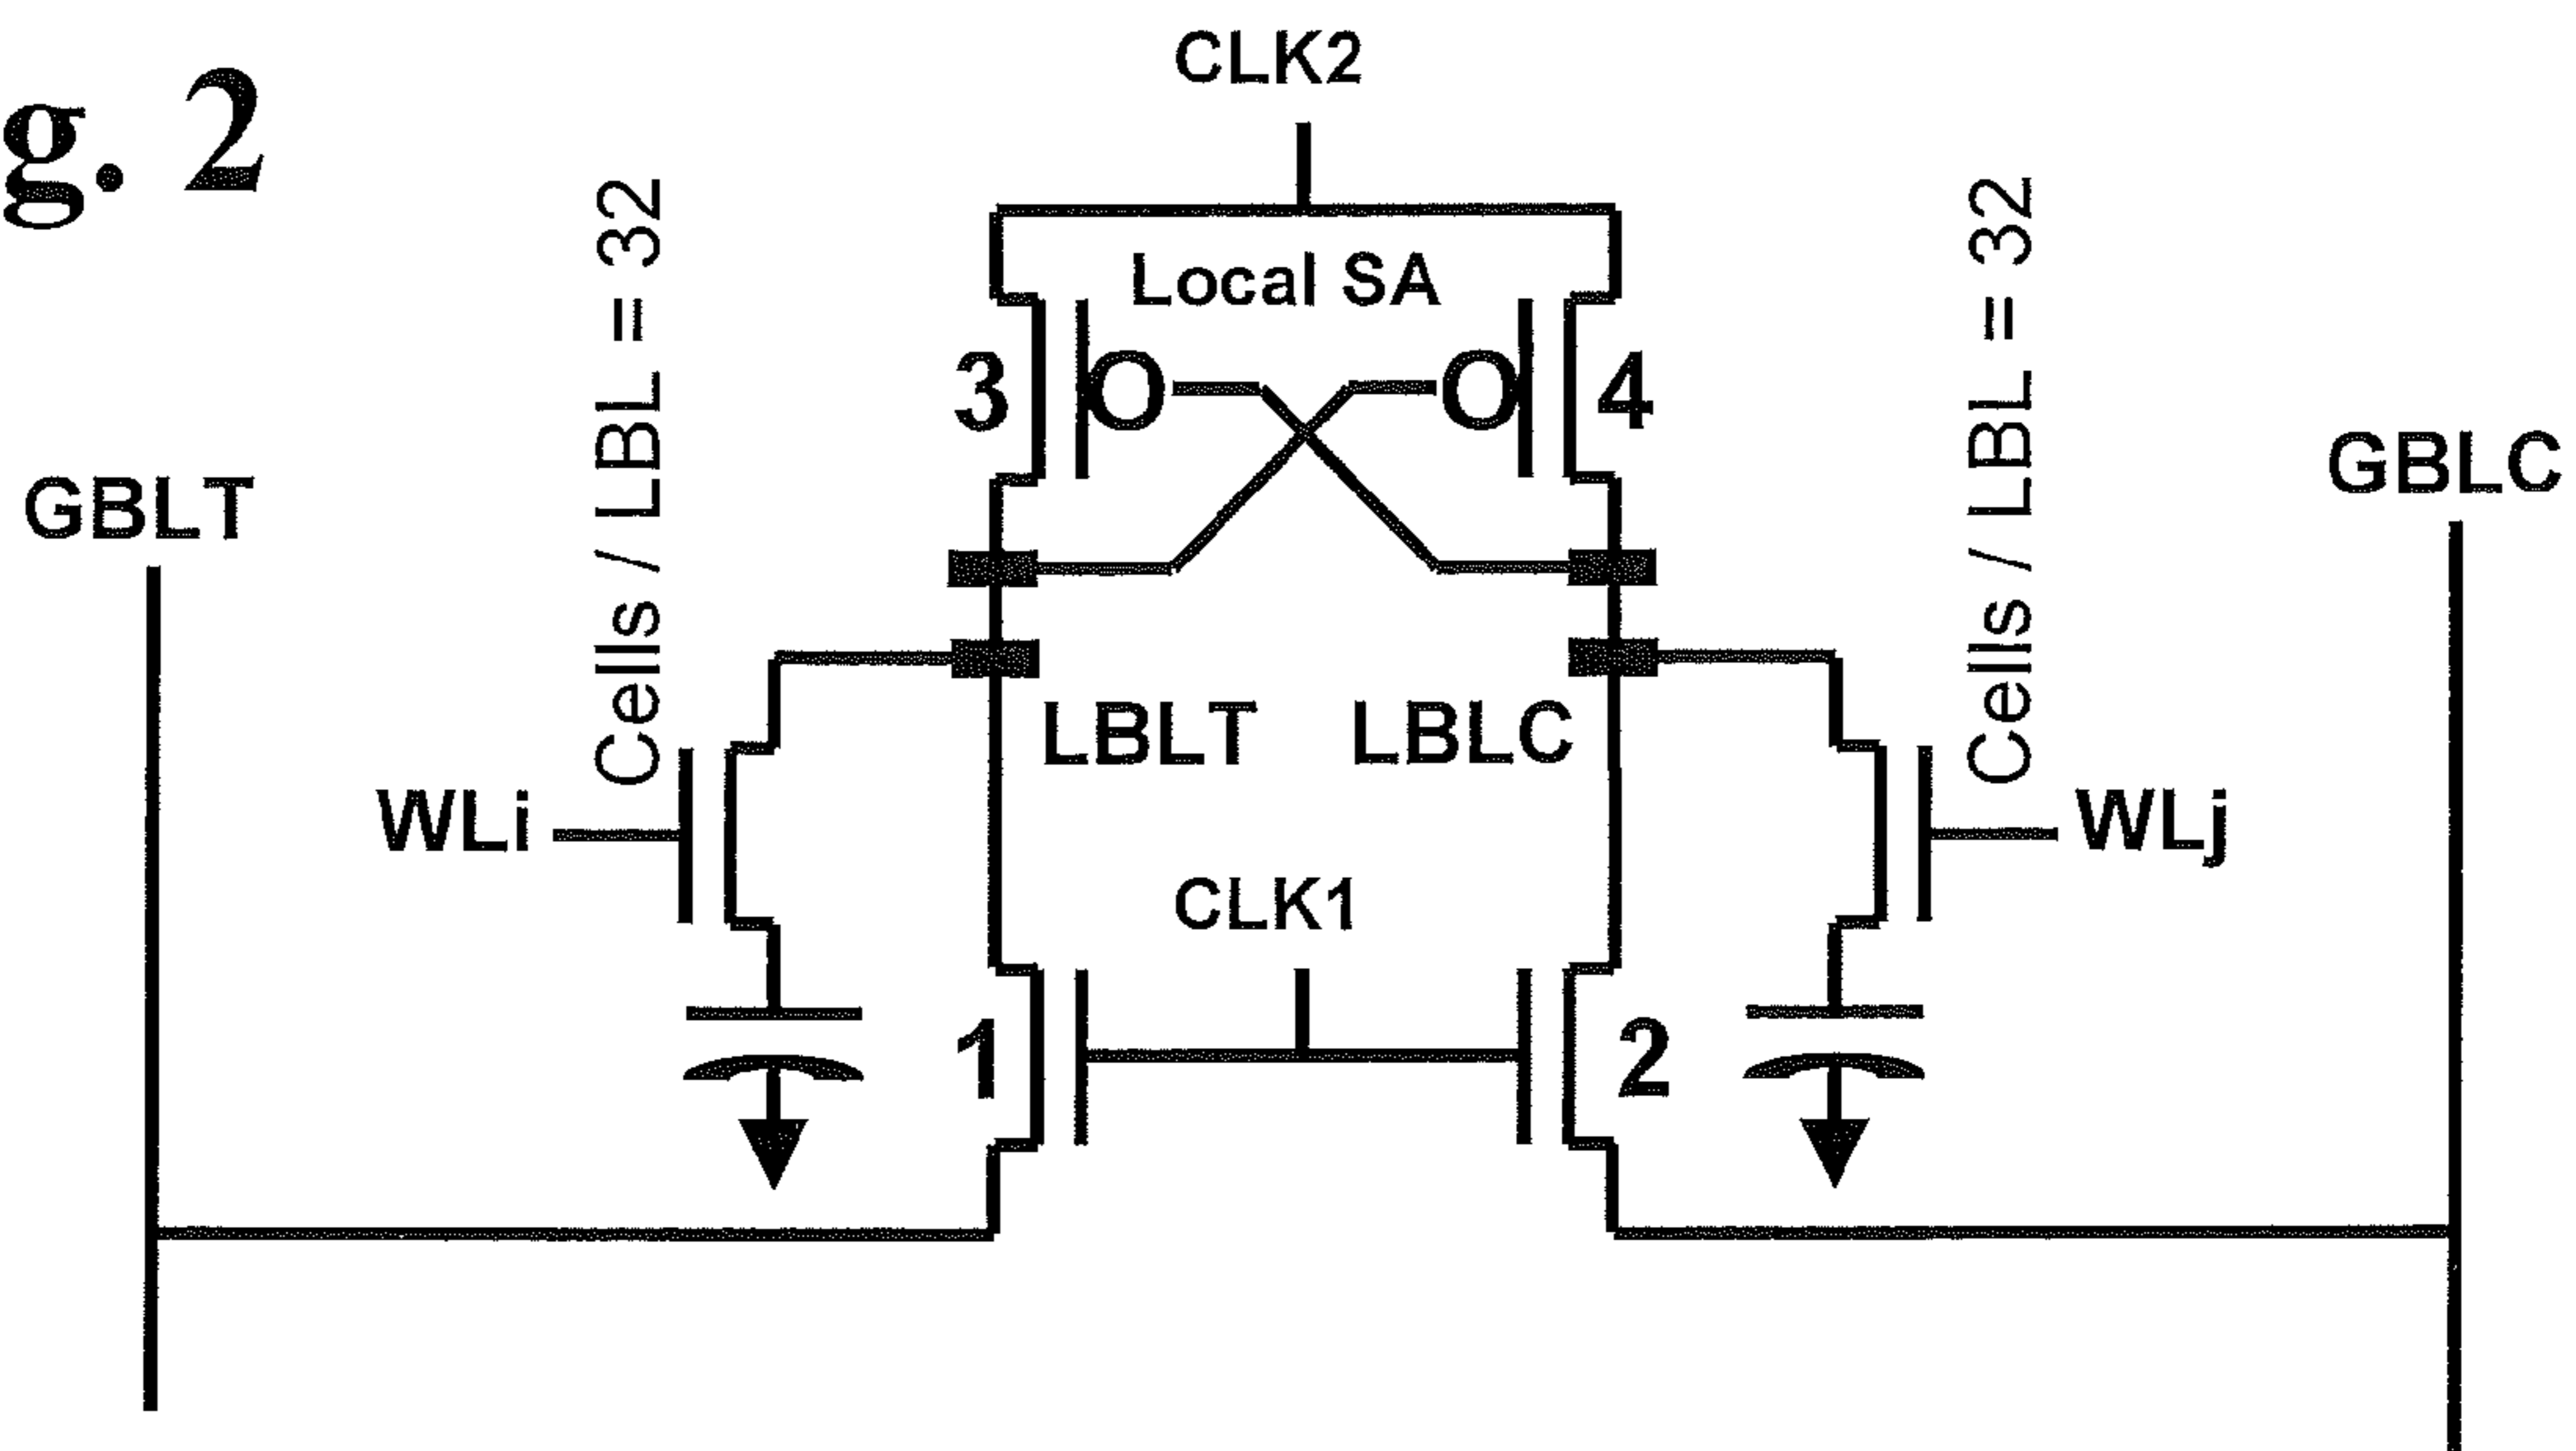 g. 2
CLK2
Cells / LBL = 32
Local SA
Cells / LBL = 32
3
4
GBLT
GBLC
LBLT
LBLC
WLi
WLj
CLK1
1
2